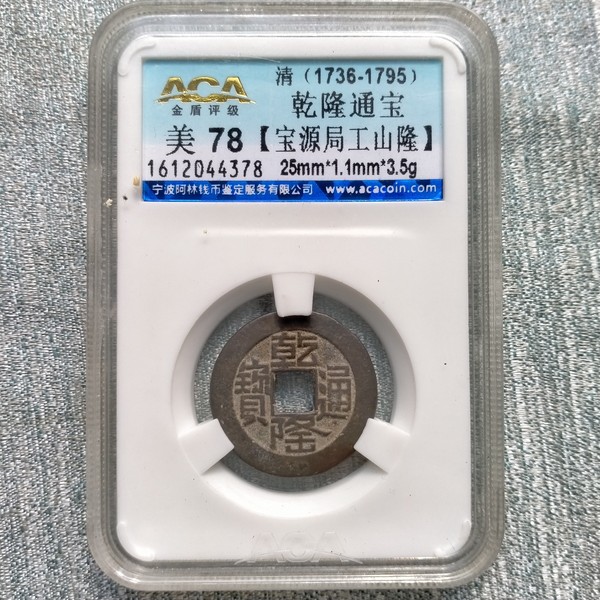 ACA
金盾评级
清（1736-1795）
乾隆通宝
美 78【宝源局工山隆】
1612044378 25mm*1.1mm*3.5g
宁波阿林钱币鉴定服务有限公司 www.acacoin.com
乾
寶 通
隆
ACA